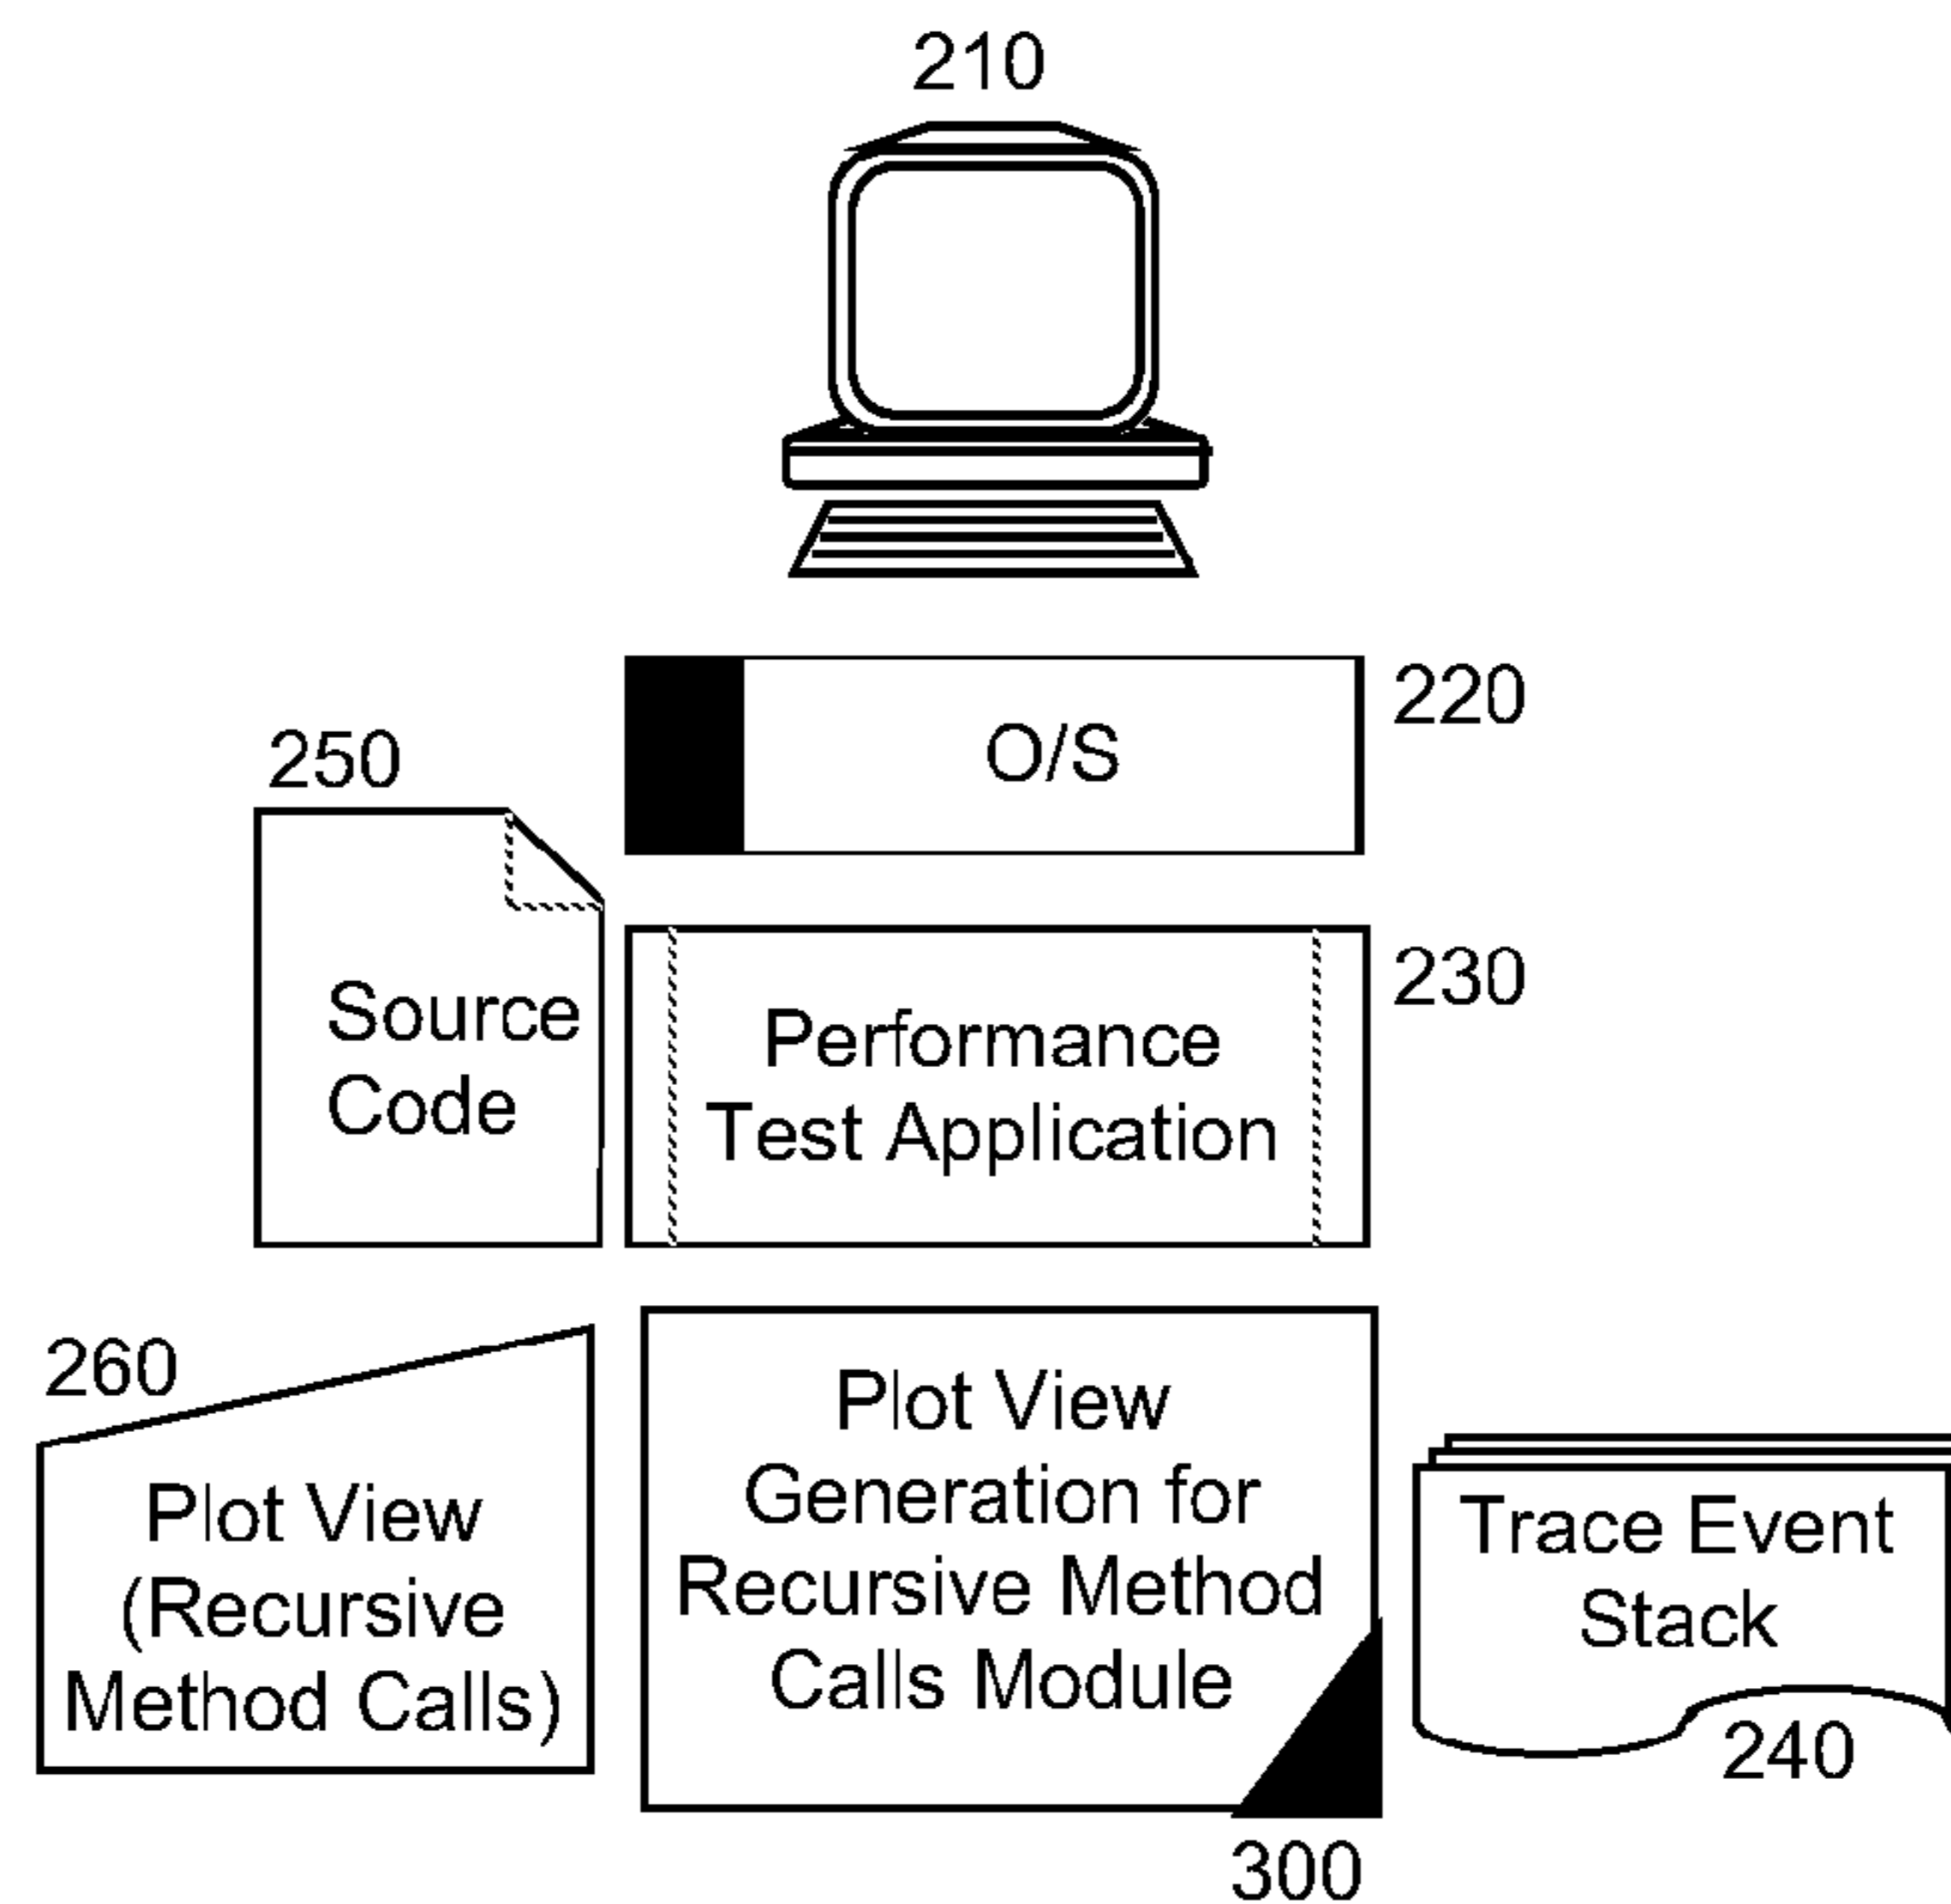 210
220
O/S
250
230
Source
Code
Performance
Test Application
260
Plot View
(Recursive
Method Calls)
Plot View
Generation for
Recursive Method
Calls Module
Trace Event
Stack
240
300